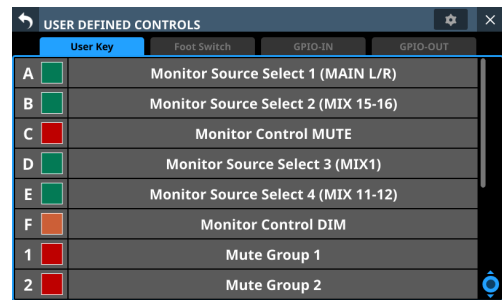 USER DEFINED CONTROLS
User Key
Foot Switch
GPIO-IN
GPIO-OUT
A Monitor Source Select 1 (MAIN L/R)
B Monitor Source Select 2 (MIX 15-16)
C Monitor Control MUTE
D Monitor Source Select 3 (MIX1)
E Monitor Source Select 4 (MIX 11-12)
F Monitor Control DIM
1 Mute Group 1
2 Mute Group 2